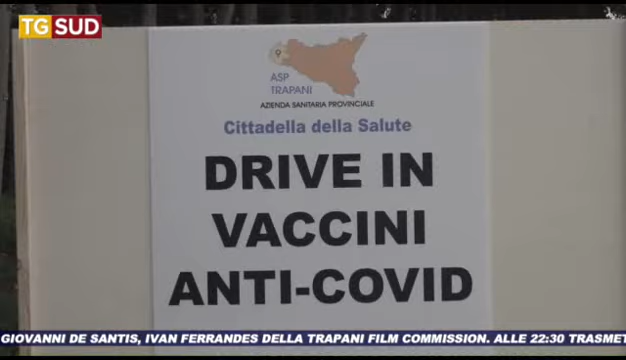 TG SUD
ASP
TRAPANI
AZIENDA SANITARIA PROVINCIALE
Cittadella della Salute
DRIVE IN
VACCINI
ANTI-COVID
GIOVANNI DE SANTIS, IVAN FERRANDES DELLA TRAPANI FILM COMMISSION. ALLE 22:30 TRASMET